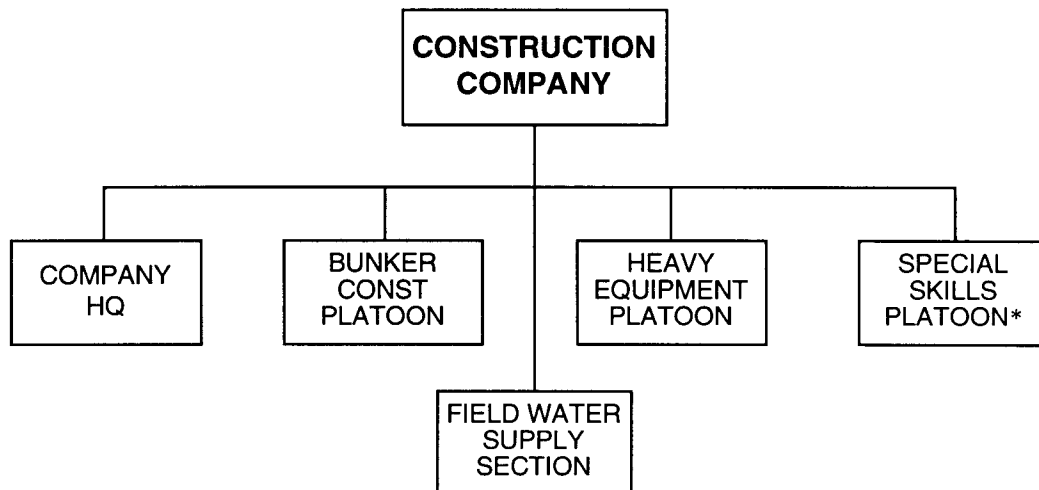 CONSTRUCTION
COMPANY
COMPANY
HQ
BUNKER
CONST
PLATOON
HEAVY
EQUIPMENT
PLATOON
SPECIAL
SKILLS
PLATOON*
FIELD WATER
SUPPLY
SECTION